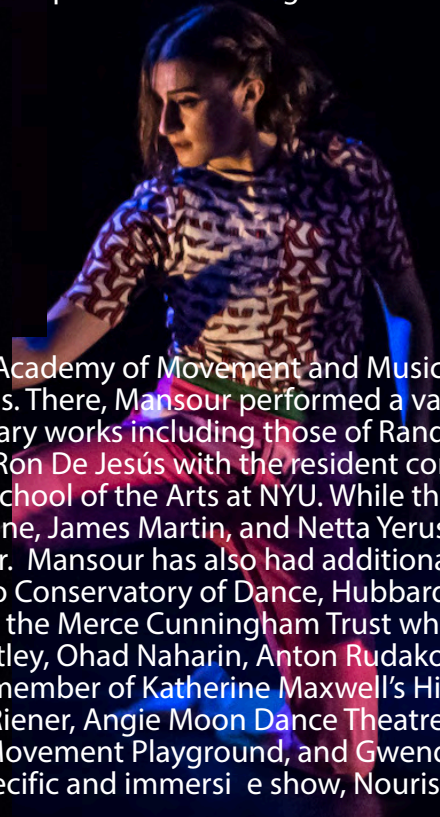 Academy of Movement and Music
s. There, Mansour performed a va
ary works including those of Rand
Ron De Jesús with the resident co
chool of the Arts at NYU. While th
ne, James Martin, and Netta Yerus
r. Mansour has also had additiona
o Conservatory of Dance, Hubbard
the Merce Cunningham Trust wh
tley, Ohad Naharin, Anton Rudako
member of Katherine Maxwell’s Hi
Riener, Angie Moon Dance Theatre
Movement Playground, and Gwend
ecific and immersi e show, Nouris